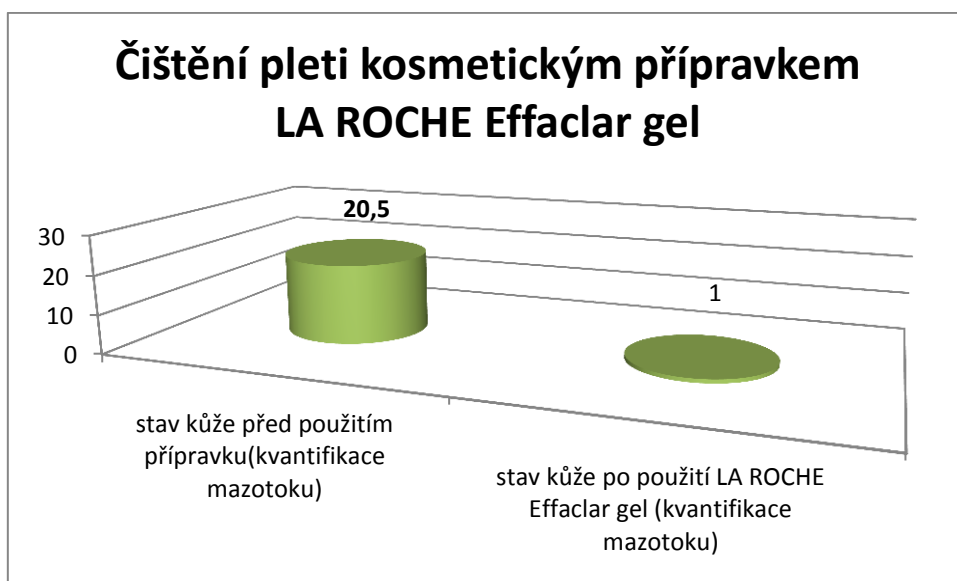 Čištění pleti kosmetickým přípravkem
LA ROCHE Effaclar gel
20,5
1
30
20
10
0
stav kůže před použitím
přípravku(kvantifikace
mazotoku)
stav kůže po použití LA ROCHE
Effaclar gel (kvantifikace
mazotoku)